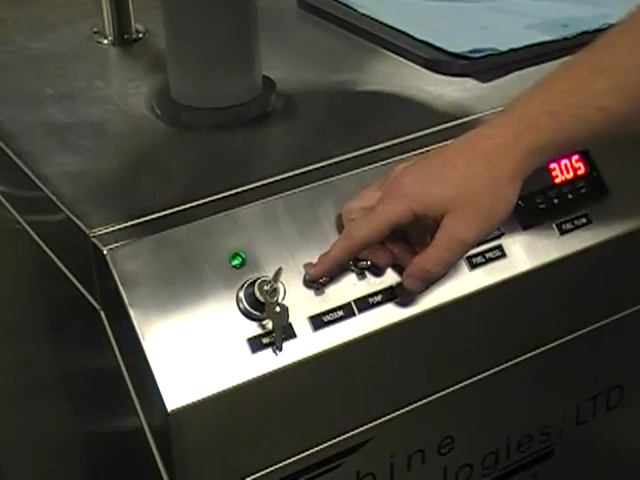 3.05
FUEL FLOW
FUEL PRESS.
VACUUM
PUMP
hine
ologies, LTD